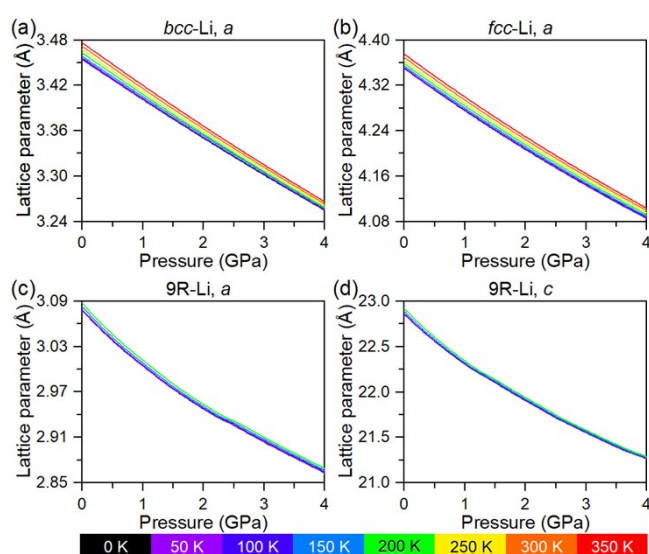 (a) bcc-Li, a
Lattice parameter (Å)
3.48
3.42
3.36
3.30
3.24
0 1 2 3 4
Pressure (GPa)
(b) fcc-Li, a
Lattice parameter (Å)
4.40
4.32
4.24
4.16
4.08
0 1 2 3 4
Pressure (GPa)
(c) 9R-Li, a
Lattice parameter (Å)
3.09
3.03
2.97
2.91
2.85
0 1 2 3 4
Pressure (GPa)
(d) 9R-Li, c
Lattice parameter (Å)
23.0
22.5
22.0
21.5
21.0
0 1 2 3 4
Pressure (GPa)
0 K 50 K 100 K 150 K 200 K 250 K 300 K 350 K